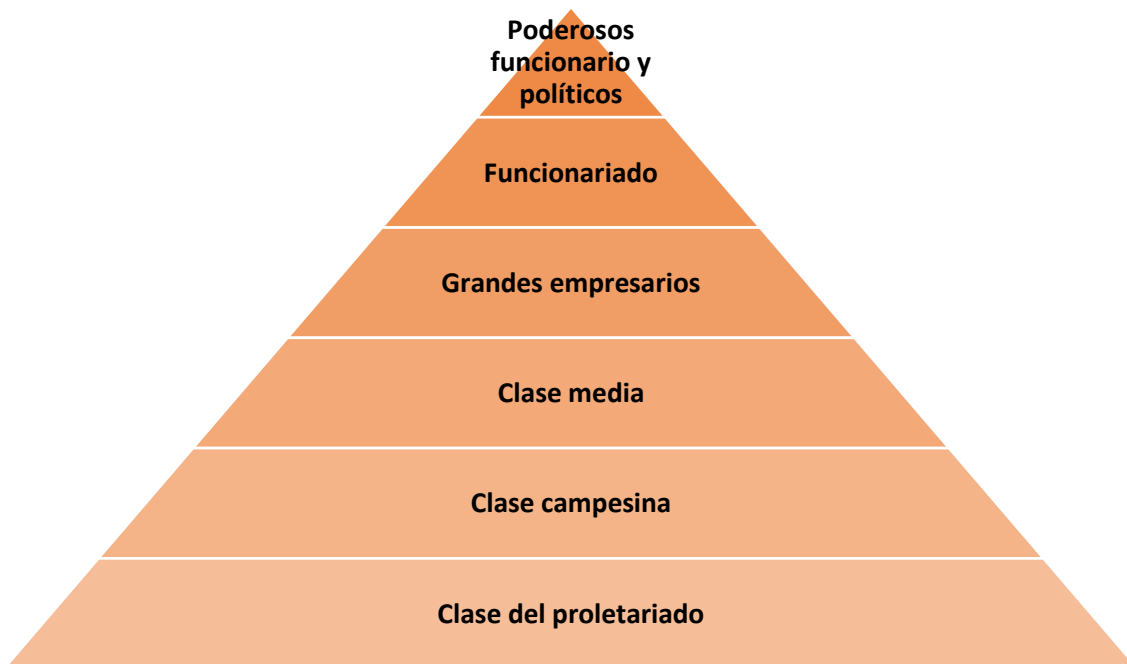 Poderosos
funcionario y
políticos
Funcionariado
Grandes empresarios
Clase media
Clase campesina
Clase del proletariado